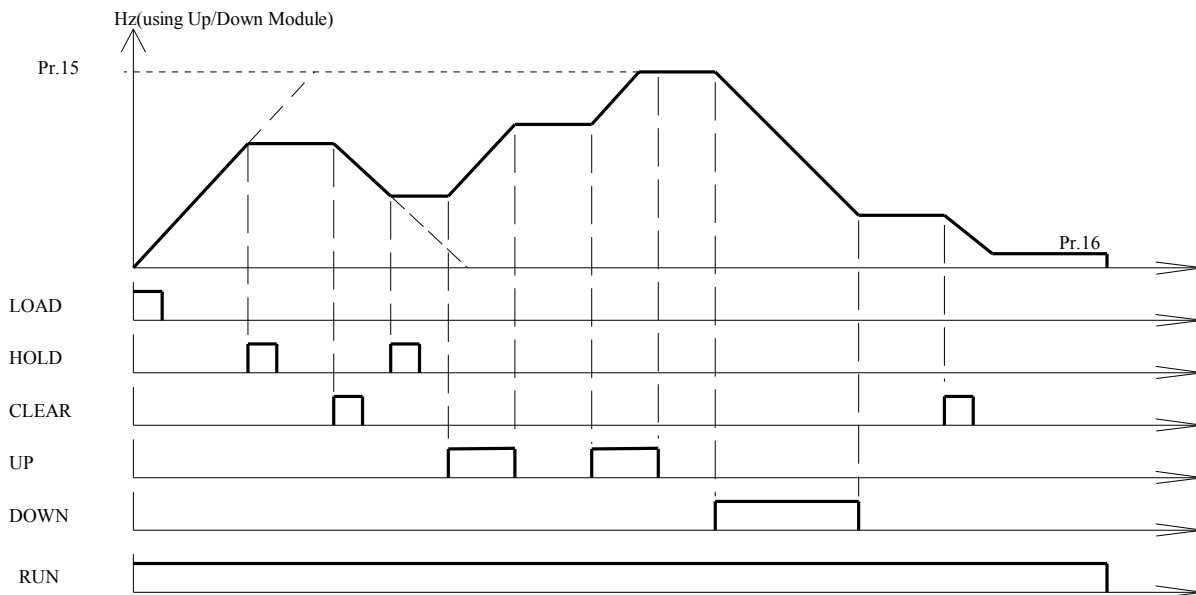 Hz(using Up/Down Module)
Pr.15
Pr.16
LOAD
HOLD
CLEAR
UP
DOWN
RUN